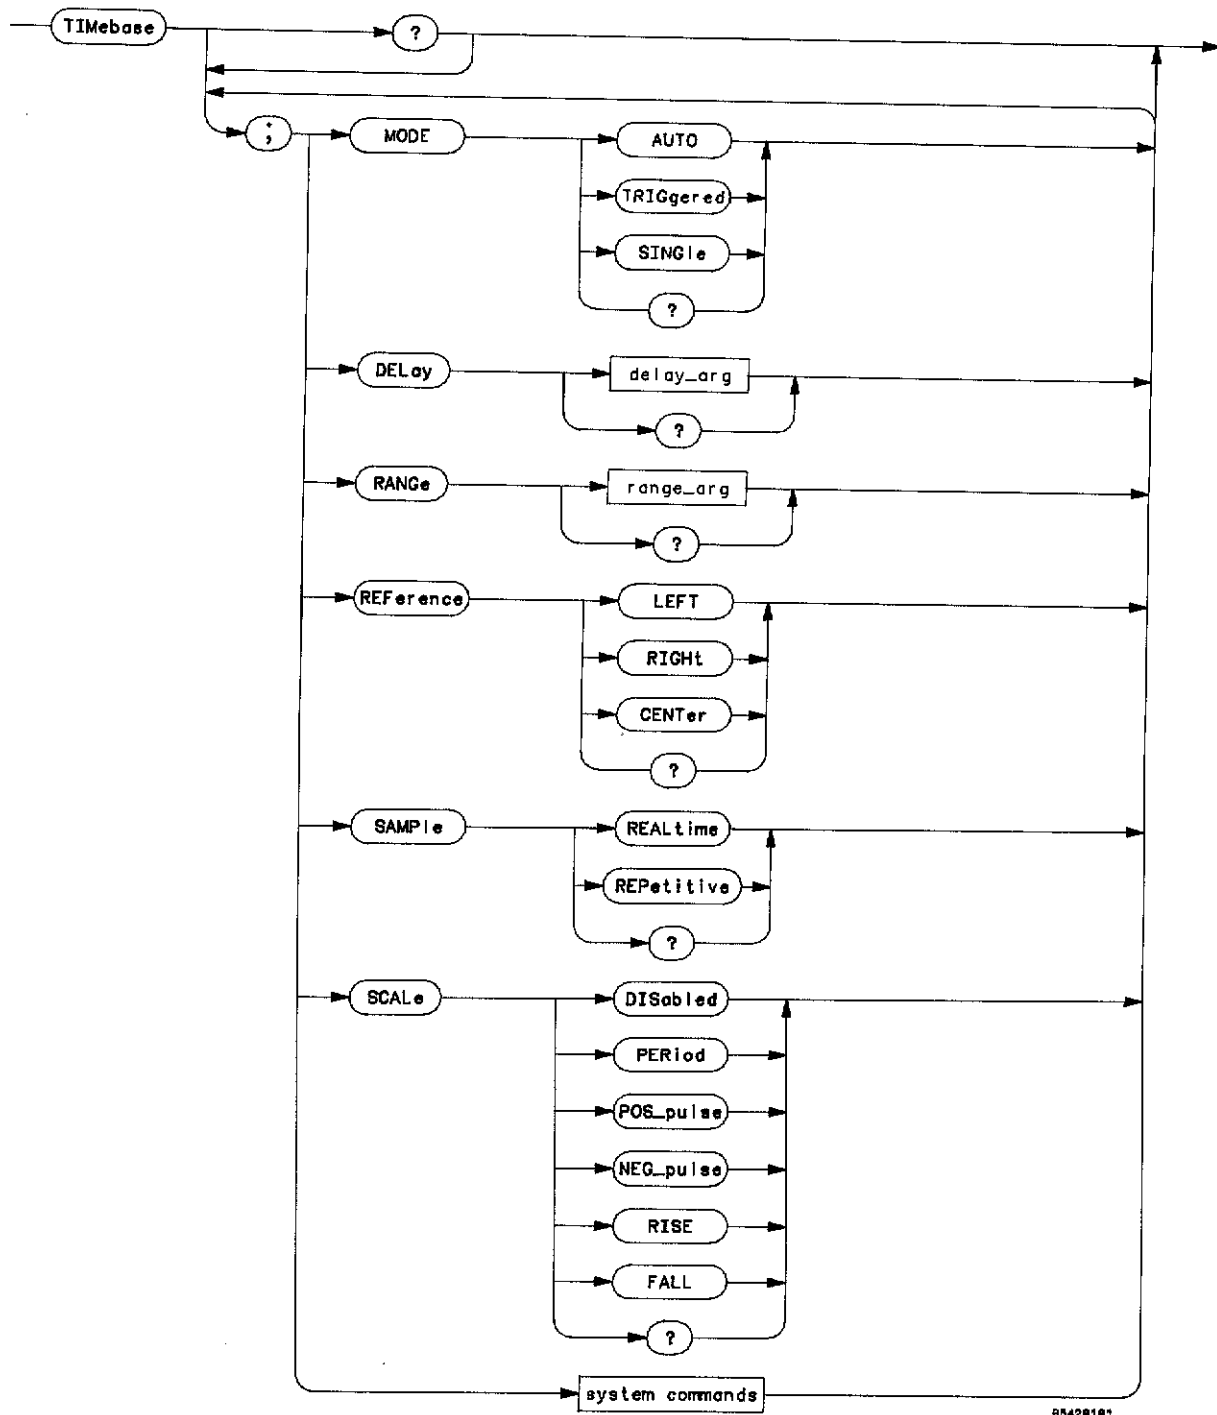 TIMebase
?
;
MODE
AUTO
TRIGgered
SINGle
?
DELay
delay_arg
?
RANGe
range_arg
?
REFerence
LEFT
RIGHt
CENTer
?
SAMPle
REALtime
REPetitive
?
SCALe
DISabled
PERiod
POS_pulse
NEG_pulse
RISE
FALL
?
system commands